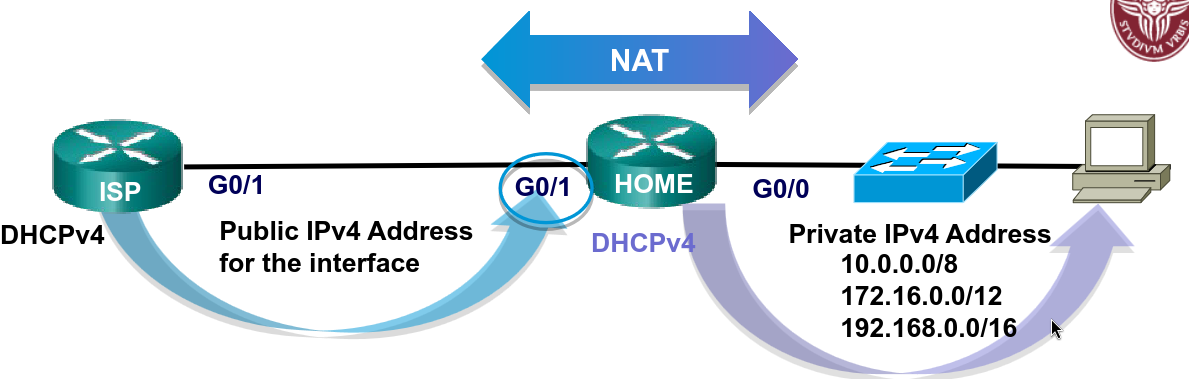 NAT
ISP
G0/1
G0/1
HOME
G0/0
DHCPv4
Public IPv4 Address
for the interface
DHCPv4
Private IPv4 Address
10.0.0.0/8
172.16.0.0/12
192.168.0.0/16
STVDIVM VRBIS